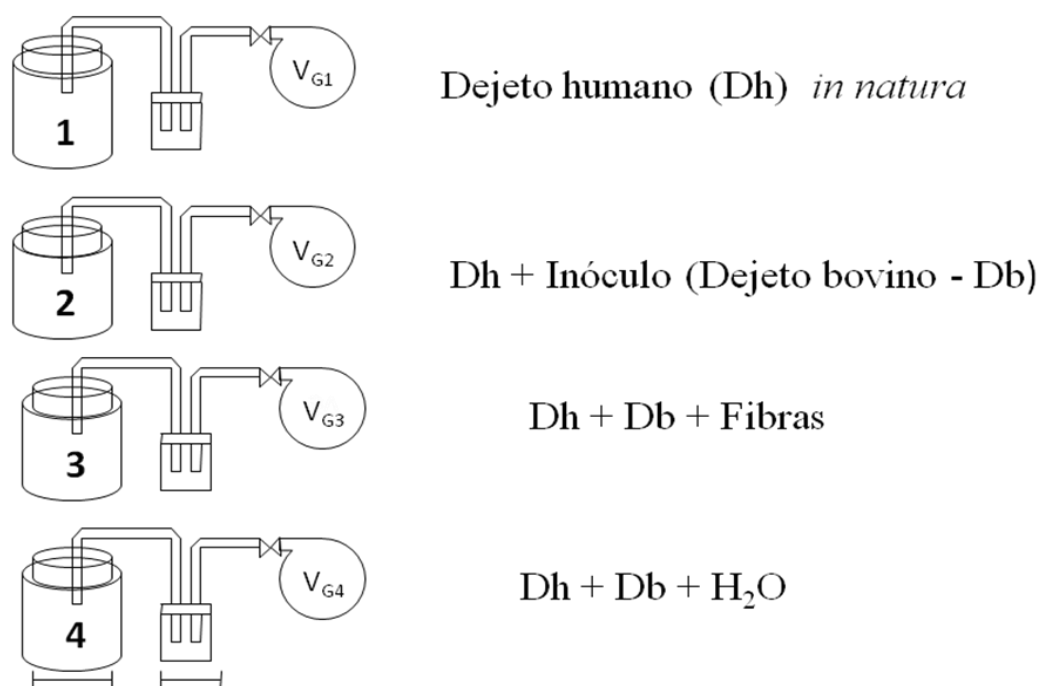 V_G1
Dejeto humano (Dh) in natura
1
V_G2
Dh + Inóculo (Dejeto bovino - Db)
2
V_G3
Dh + Db + Fibras
3
V_G4
Dh + Db + H₂O
4